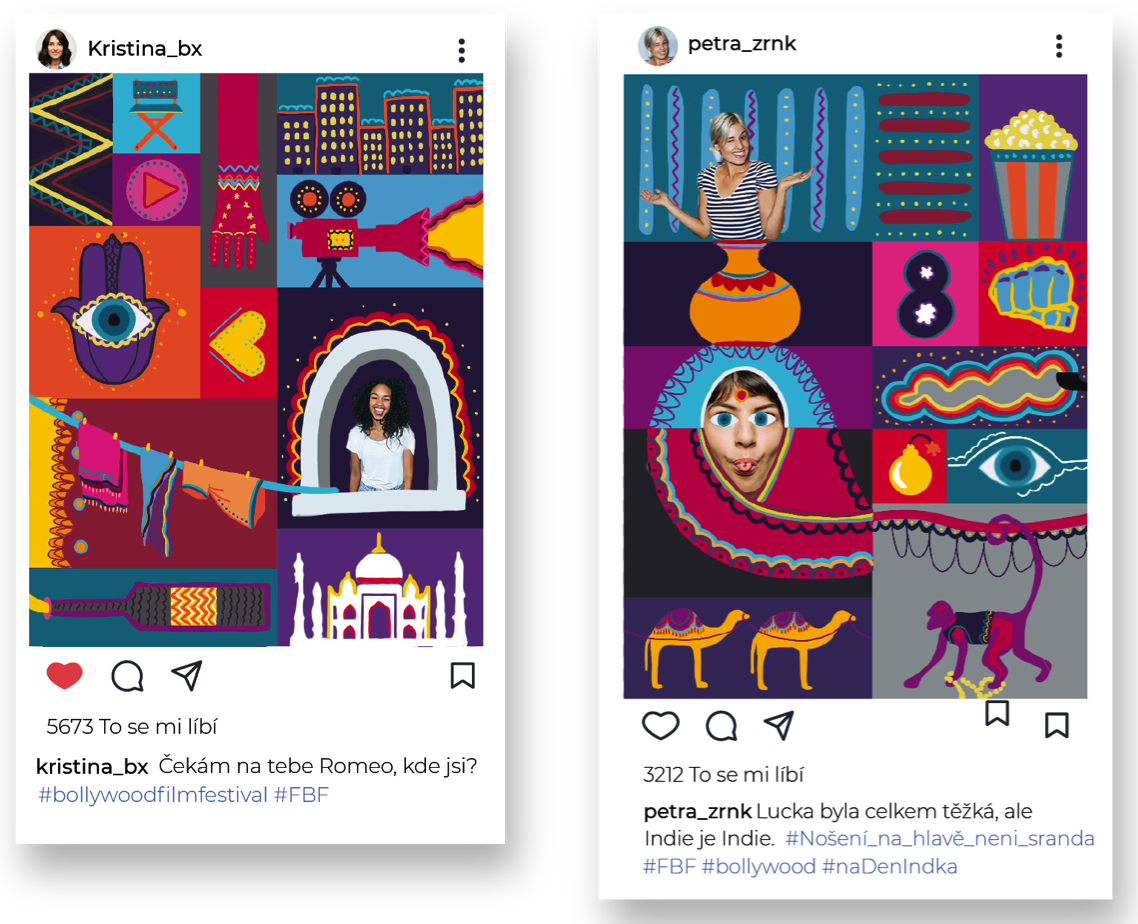 Kristina_bx
5673 To se mi líbí
kristina_bx Čekám na tebe Romeo, kde jsi?
#bollywoodfilmfestival #FBF
petra_zrnk
3212 To se mi líbí
petra_zrnk Lucka byla celkem těžká, ale
Indie je Indie. #Nošení_na_hlavě_neni_sranda
#FBF #bollywood #naDenIndka